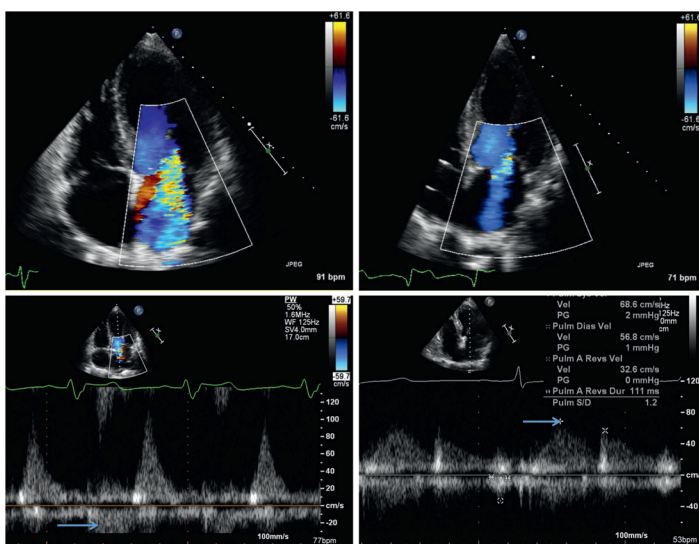 +61.6
-61.6
cm/s
JPEG
91 bpm
+61.6
-61.6
cm/s
JPEG
71 bpm
PW
50%
1.6MHz
WF 125Hz
SV4.0mm
17.0cm
+59.7
-59.7
cm/s
120
100
80
60
40
20
cm/s
-20
100mm/s
77bpm
Vel 68.6 cm/s
PG 2 mmHg
Pulm Dias Vel
Vel 56.8 cm/s
PG 1 mmHg
Pulm A Revs Vel
Vel 32.6 cm/s
PG 0 mmHg
Pulm A Revs Dur 111 ms
Pulm S/D 1.2
125Hz
.0mm
cm
120
80
40
cm/s
-40
100mm/s
53bpm